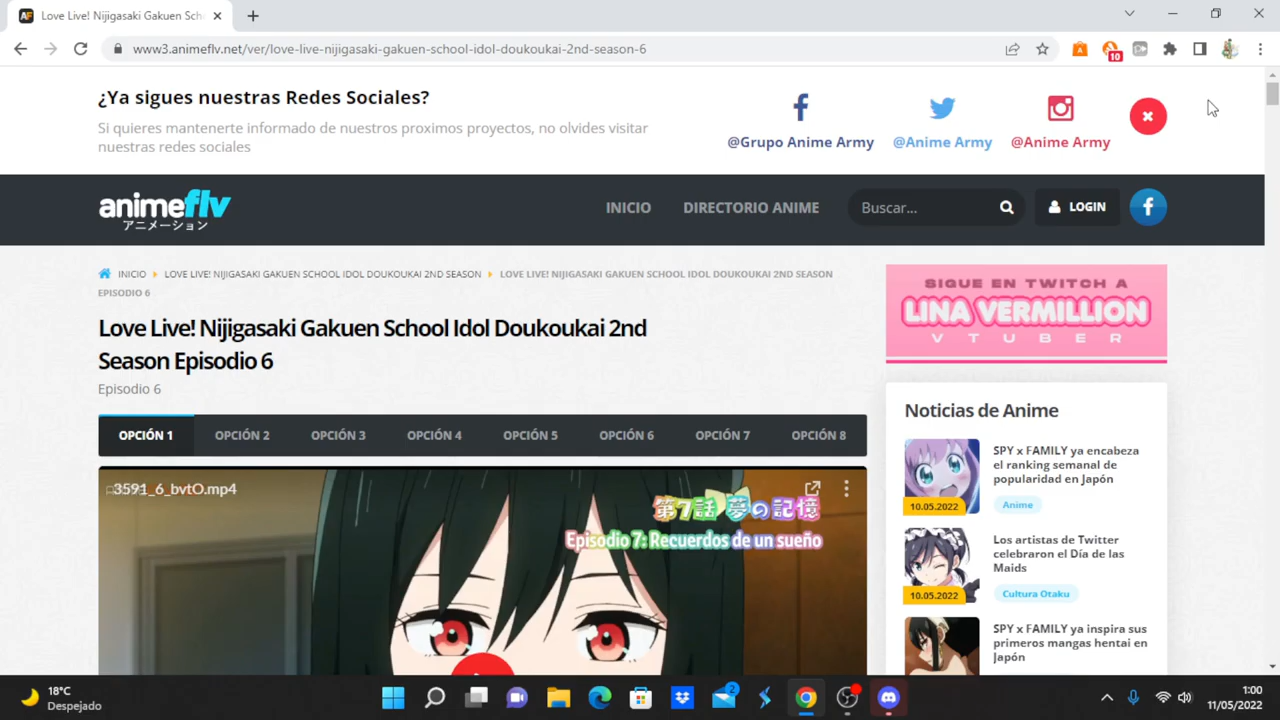 Love Live! Nijigasaki Gakuen Sch
www3.animeflv.net/ver/love-live-nijigasaki-gakuen-school-idol-doukoukai-2nd-season-6
10
¿Ya sigues nuestras Redes Sociales?
Si quieres mantenerte informado de nuestros proximos proyectos, no olvides visitar
nuestras redes sociales
@Grupo Anime Army
@Anime Army
@Anime Army
animeflv
アニメーション
INICIO
DIRECTORIO ANIME
Buscar...
LOGIN
INICIO
LOVE LIVE! NIJIGASAKI GAKUEN SCHOOL IDOL DOUKOUKAI 2ND SEASON
LOVE LIVE! NIJIGASAKI GAKUEN SCHOOL IDOL DOUKOUKAI 2ND SEASON
EPISODIO 6
Love Live! Nijigasaki Gakuen School Idol Doukoukai 2nd
Season Episodio 6
Episodio 6
OPCIÓN 1
OPCIÓN 2
OPCIÓN 3
OPCIÓN 4
OPCIÓN 5
OPCIÓN 6
OPCIÓN 7
OPCIÓN 8
3591_6_bvtO.mp4
第7話 夢の記憶
Episodio 7: Recuerdos de un sueño
SIGUE EN TWITCH A
LINA VERMILLION
VTUBER
Noticias de Anime
SPY x FAMILY ya encabeza
el ranking semanal de
popularidad en Japón
10.05.2022
Anime
Los artistas de Twitter
celebraron el Día de las
Maids
10.05.2022
Cultura Otaku
SPY x FAMILY ya inspira sus
primeros mangas hentai en
Japón
18°C
Despejado
2
1:00
11/05/2022